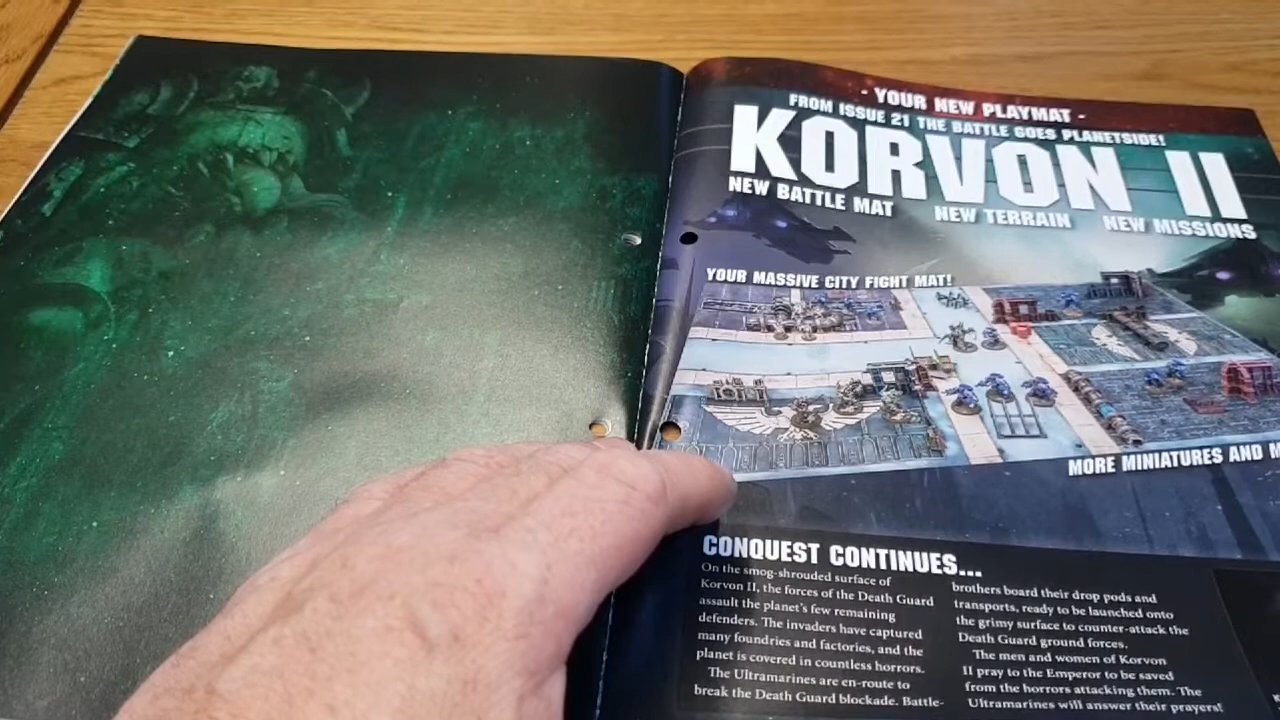 - YOUR NEW PLAYMAT -
FROM ISSUE 21 THE BATTLE GOES PLANETSIDE!
KORVON II
NEW BATTLE MAT NEW TERRAIN NEW MISSIONS
YOUR MASSIVE CITY FIGHT MAT!
MORE MINIATURES AND
CONQUEST CONTINUES...
On the smog-shrouded surface of
Korvon II, the forces of the Death Guard
assault the planet's few remaining
defenders. The invaders have captured
many foundries and factories, and the
planet is covered in countless horrors.
The Ultramarines are en-route to
break the Death Guard blockade. Battle-
brothers board their drop pods and
transports, ready to be launched onto
the grimy surface to counter-attack the
Death Guard ground forces.
The men and women of Korvon
II pray to the Emperor to be saved
from the horrors attacking them. The
Ultramarines will answer their prayers!